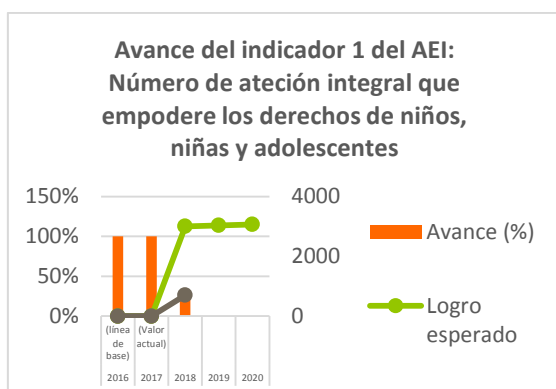 Avance del indicador 1 del AEI:
Número de ateción integral que
empodere los derechos de niños,
niñas y adolescentes
150%
100%
50%
0%
4000
2000
0
(línea de base)
(Valor actual)
2016 2017 2018 2019 2020
Avance (%)
Logro
esperado